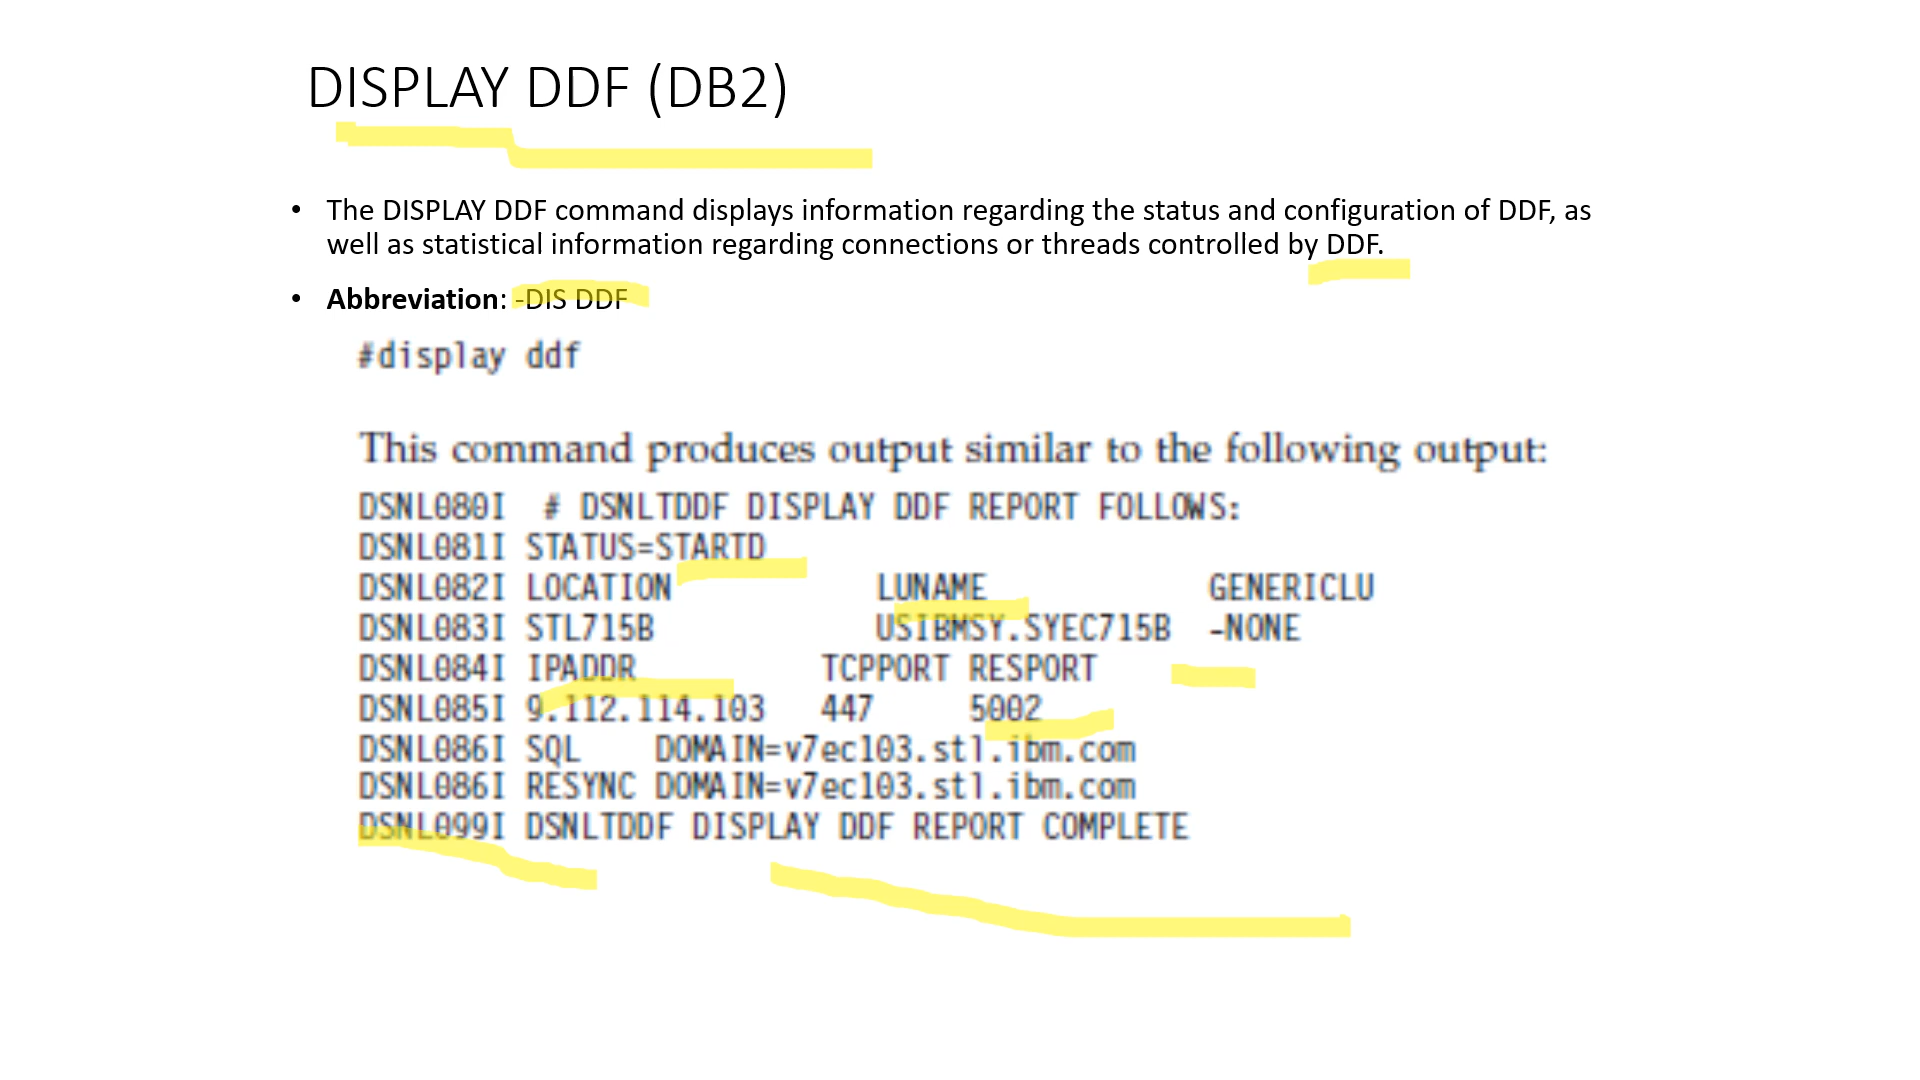 DISPLAY DDF (DB2)
• The DISPLAY DDF command displays information regarding the status and configuration of DDF, as
well as statistical information regarding connections or threads controlled by DDF.
• Abbreviation: -DIS DDF
#display ddf
This command produces output similar to the following output:
DSNL080I # DSNLTDDF DISPLAY DDF REPORT FOLLOWS:
DSNL081I STATUS=STARTD
DSNL082I LOCATION LUNAME GENERICLU
DSNL083I STL715B USIBMSY.SYEC715B -NONE
DSNL084I IPADDR TCPPORT RESPORT
DSNL085I 9.112.114.103 447 5002
DSNL086I SQL DOMAIN=v7ec103.stl.ibm.com
DSNL086I RESYNC DOMAIN=v7ec103.stl.ibm.com
DSNL099I DSNLTDDF DISPLAY DDF REPORT COMPLETE